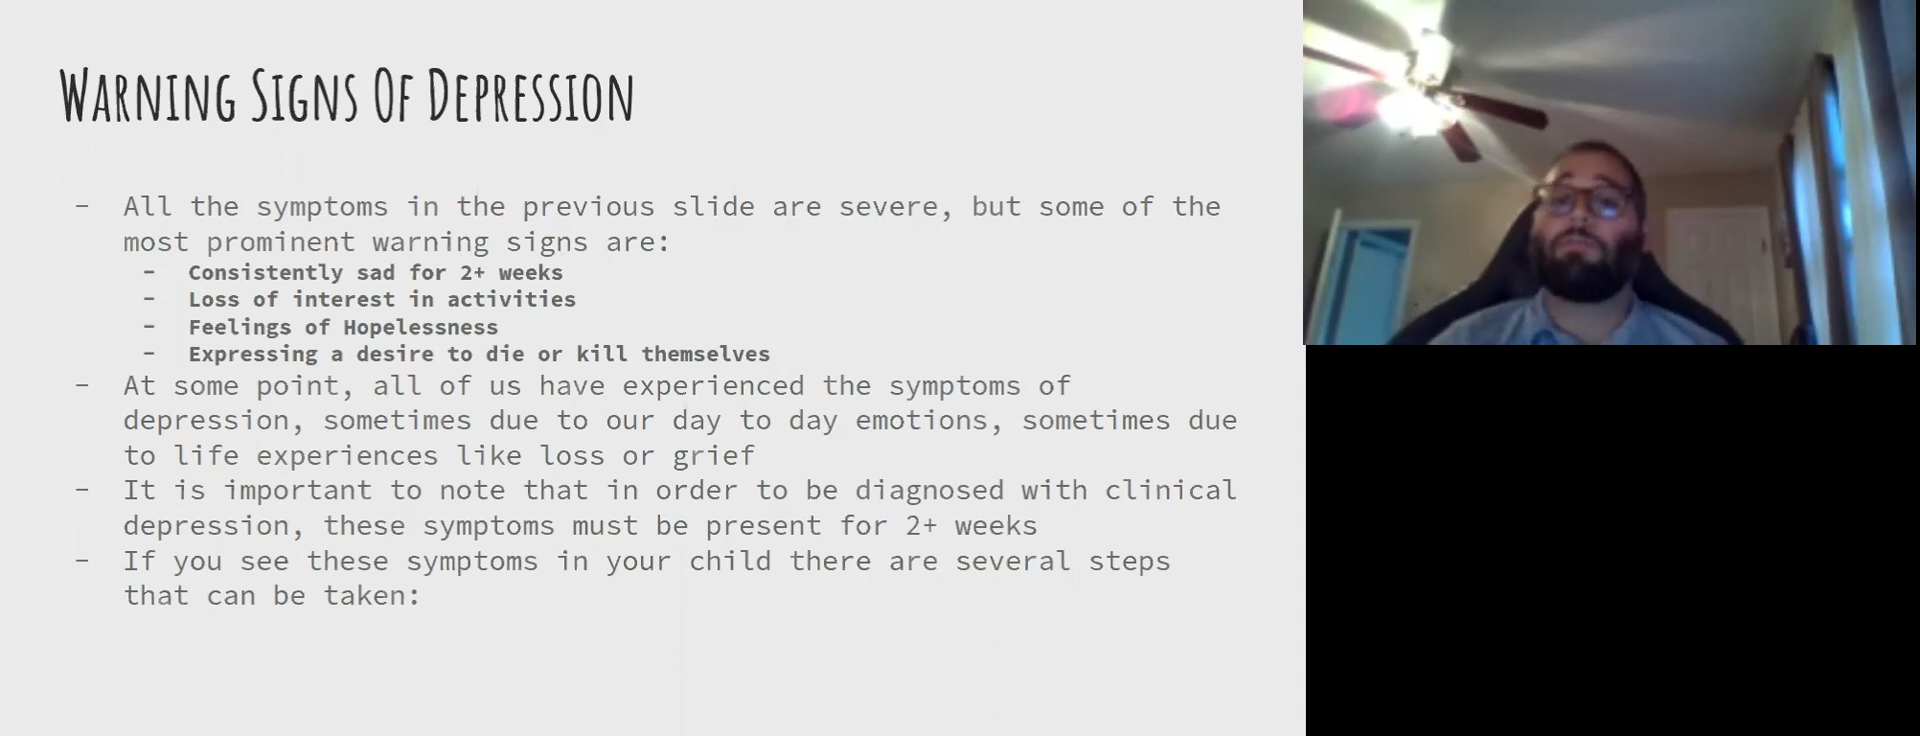 Warning Signs Of Depression
- All the symptoms in the previous slide are severe, but some of the
most prominent warning signs are:
- Consistently sad for 2+ weeks
- Loss of interest in activities
- Feelings of Hopelessness
- Expressing a desire to die or kill themselves
- At some point, all of us have experienced the symptoms of
depression, sometimes due to our day to day emotions, sometimes due
to life experiences like loss or grief
- It is important to note that in order to be diagnosed with clinical
depression, these symptoms must be present for 2+ weeks
- If you see these symptoms in your child there are several steps
that can be taken: